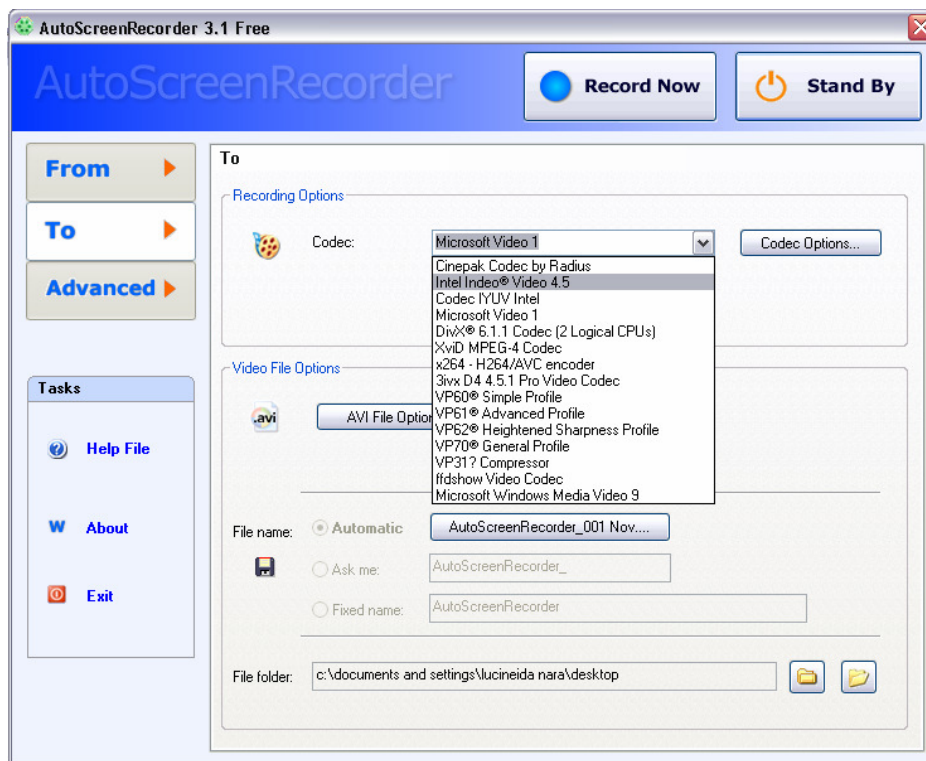 AutoScreenRecorder 3.1 Free
AutoScreenRecorder
Record Now
Stand By
From
To
Advanced
Tasks
Help File
W About
Exit
To
Recording Options
Codec:
Microsoft Video 1
Codec Options...
Cinepak Codec by Radius
Intel Indeo® Video 4.5
Codec IYUV Intel
Microsoft Video 1
DivX® 6.1.1 Codec (2 Logical CPUs)
XviD MPEG-4 Codec
x264 - H264/AVC encoder
3ivx D4 4.5.1 Pro Video Codec
VP60® Simple Profile
VP61® Advanced Profile
VP62® Heightened Sharpness Profile
VP70® General Profile
VP31? Compressor
ffdshow Video Codec
Microsoft Windows Media Video 9
Video File Options
.avi
AVI File Option
File name:
Automatic
AutoScreenRecorder_001 Nov....
Ask me:
AutoScreenRecorder_
Fixed name:
AutoScreenRecorder
File folder:
c:\documents and settings\lucineida nara\desktop